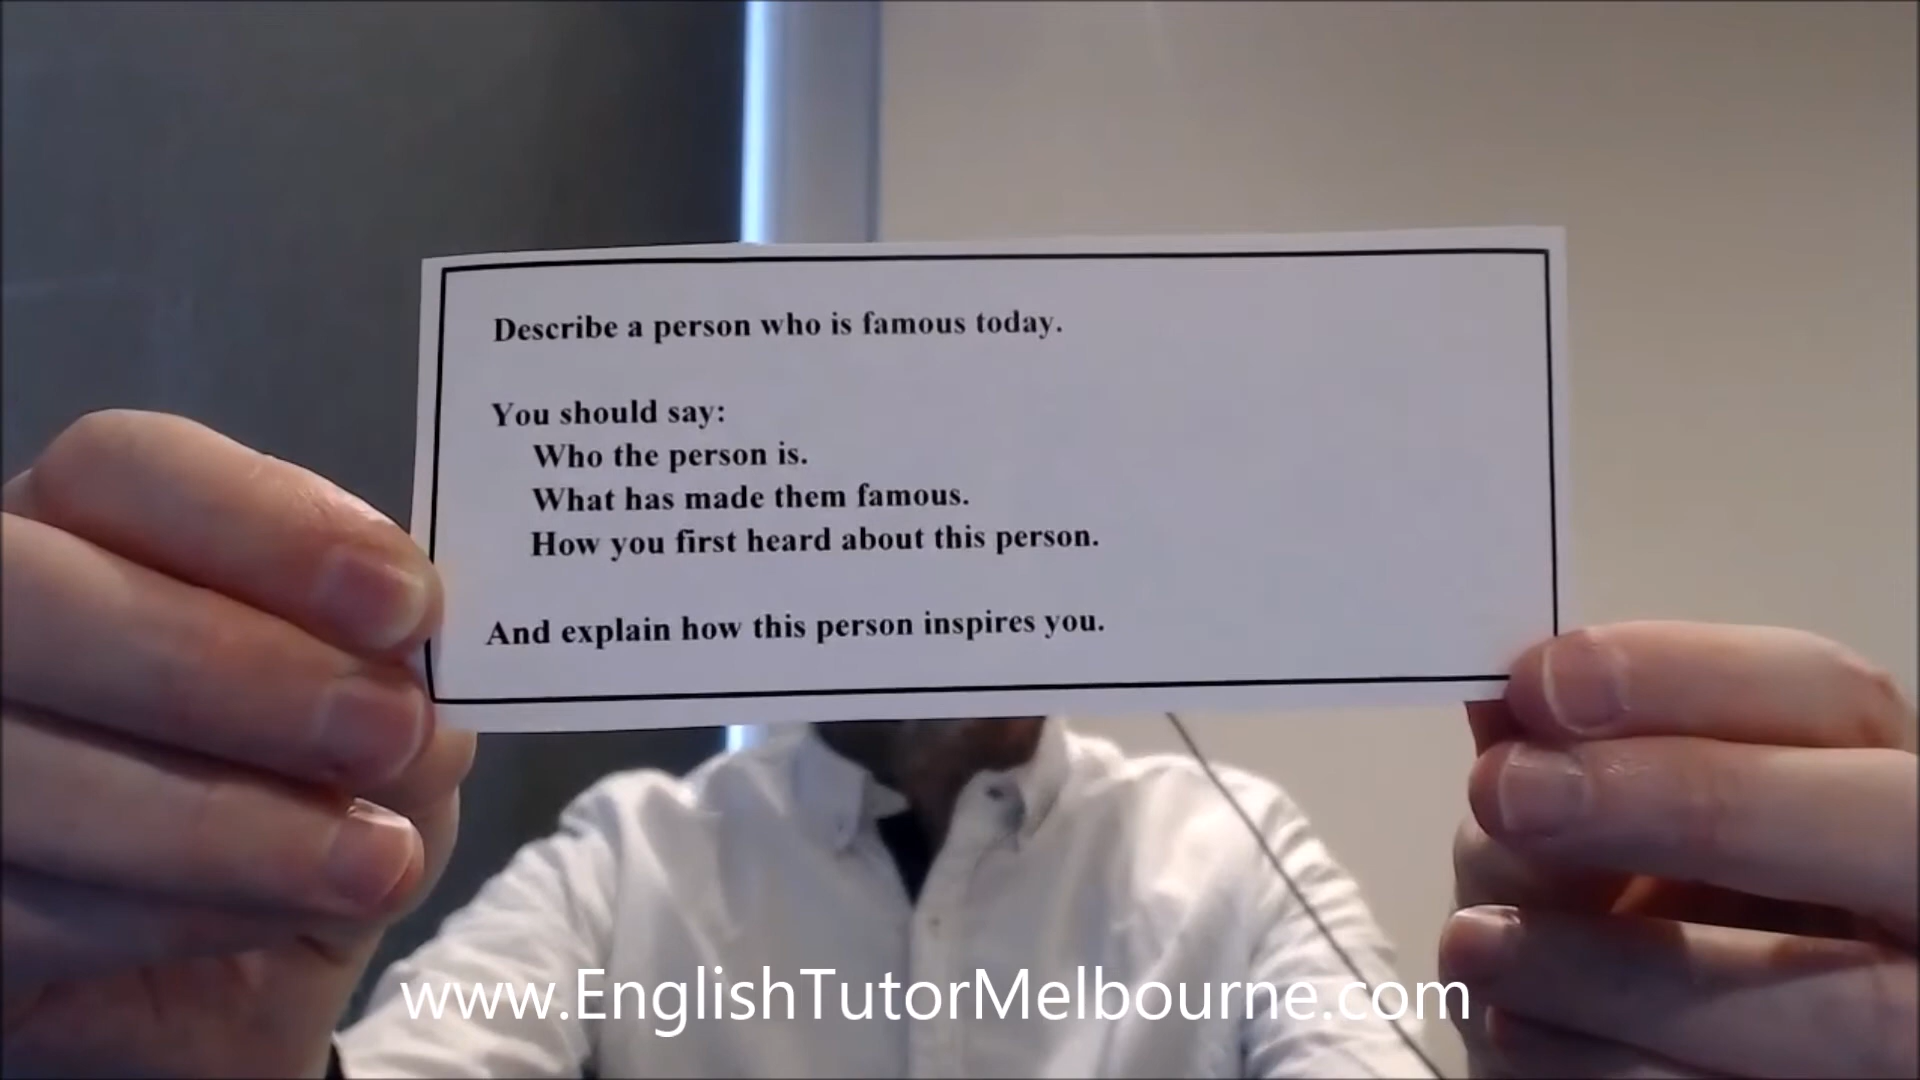 Describe a person who is famous today.
You should say:
Who the person is.
What has made them famous.
How you first heard about this person.
And explain how this person inspires you.
www.EnglishTutorMelbourne.com